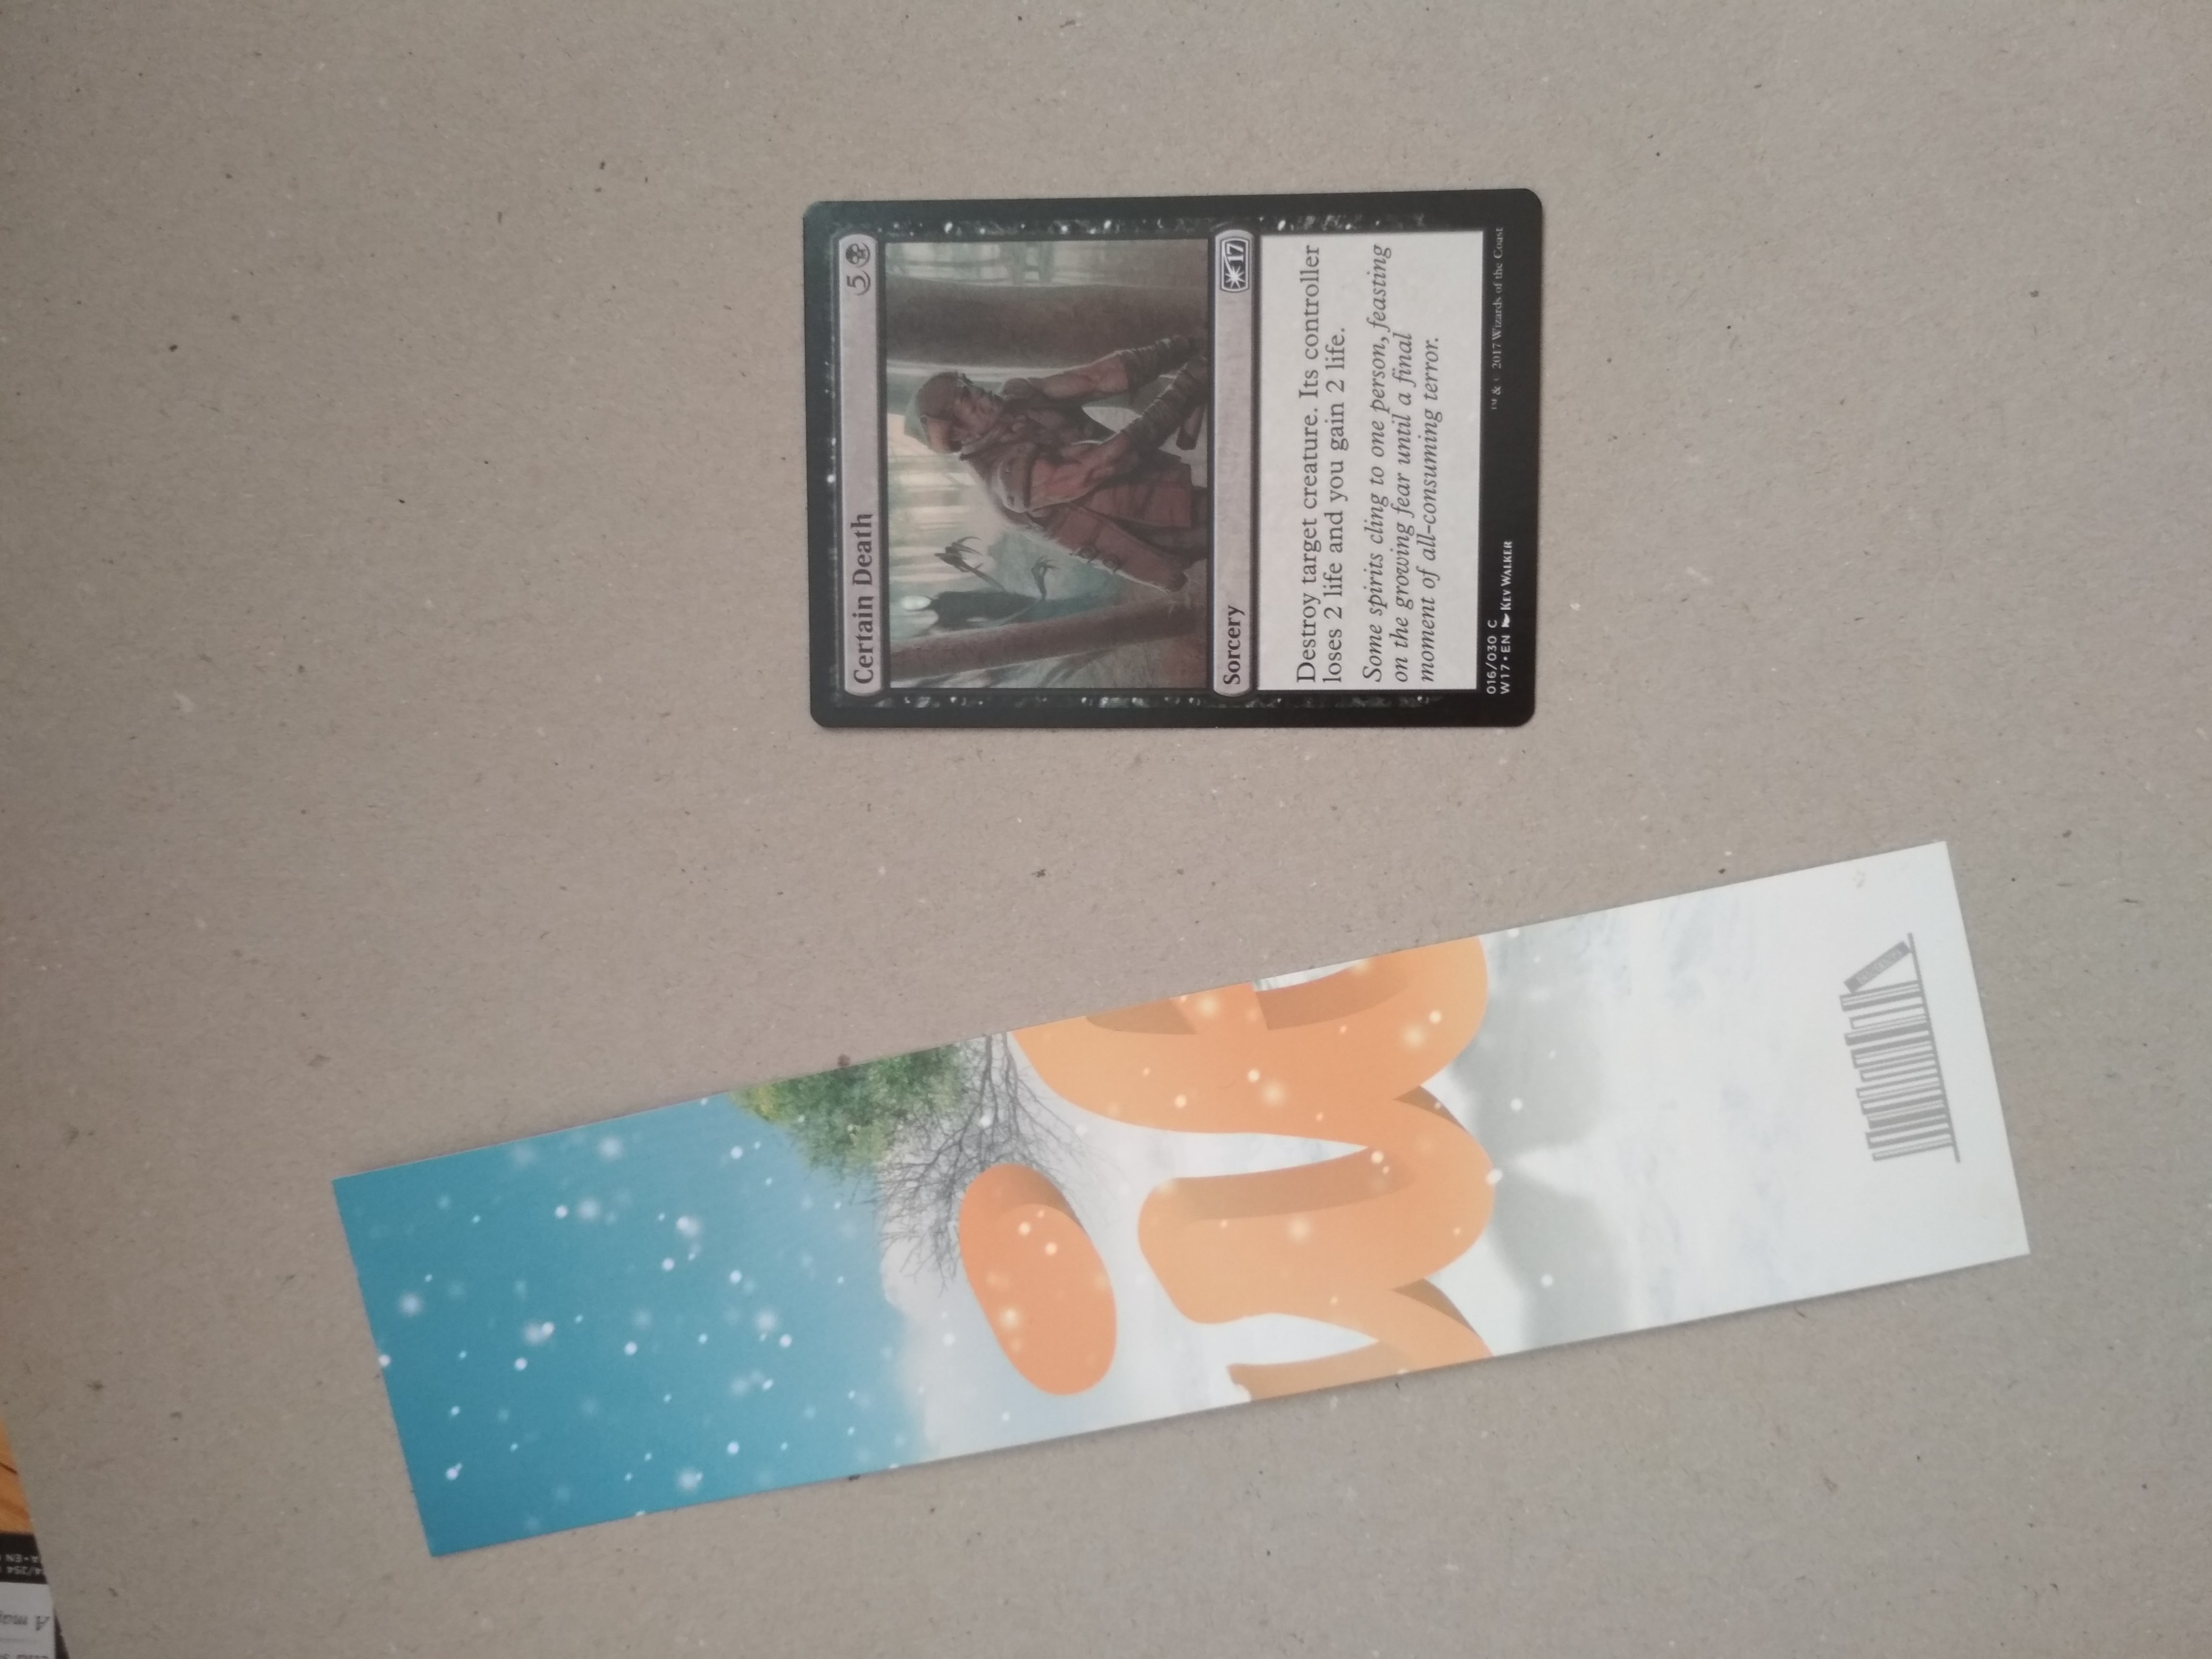 Certain Death
5
17
Sorcery
Destroy target creature. Its controller
loses 2 life and you gain 2 life.
Some spirits cling to one person, feasting
on the growing fear until a final
moment of all-consuming terror.
016/030 C
W17 • EN KEV WALKER
™ & © 2017 Wizards of the Coast